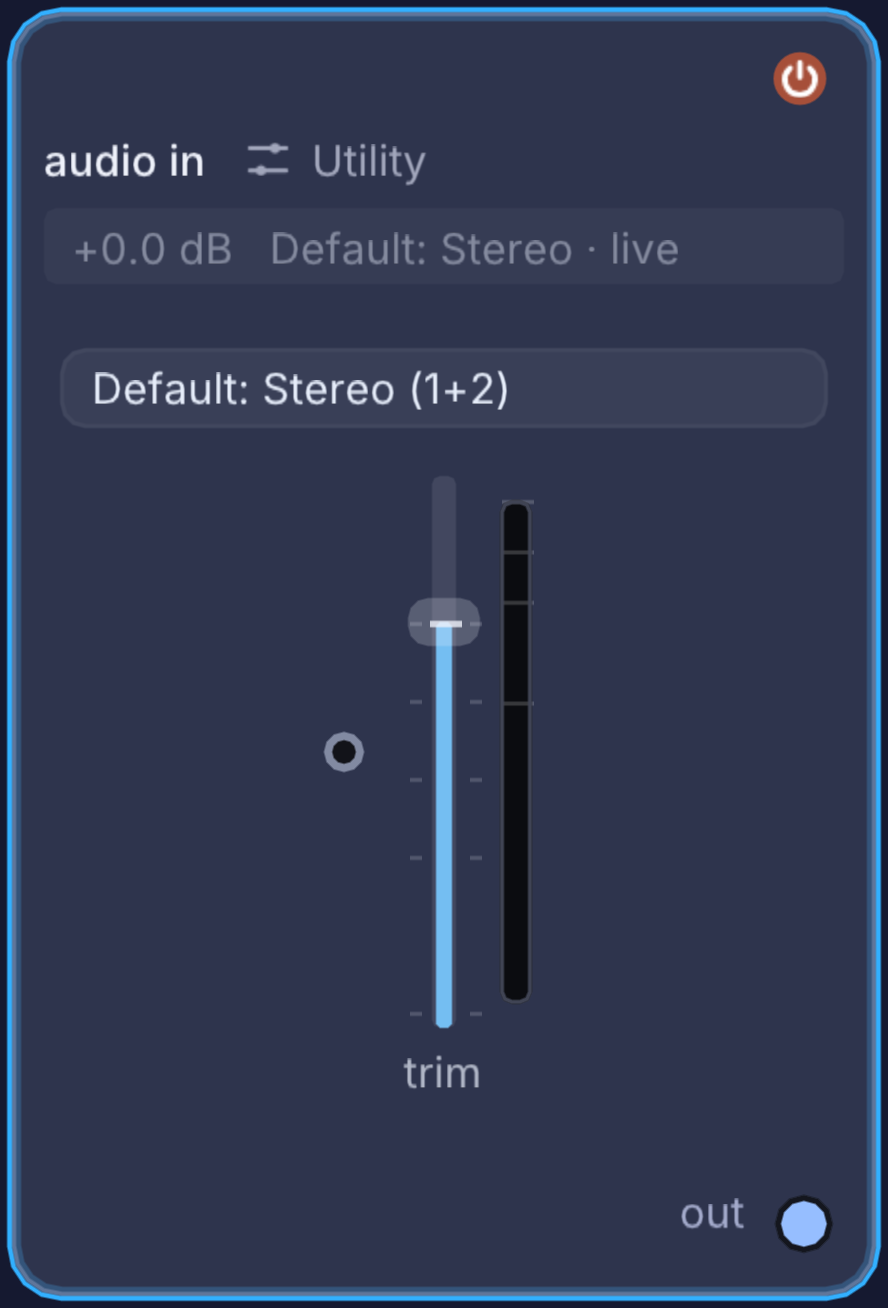 audio in Utility
+0.0 dB Default: Stereo · live
Default: Stereo (1+2)
trim
out